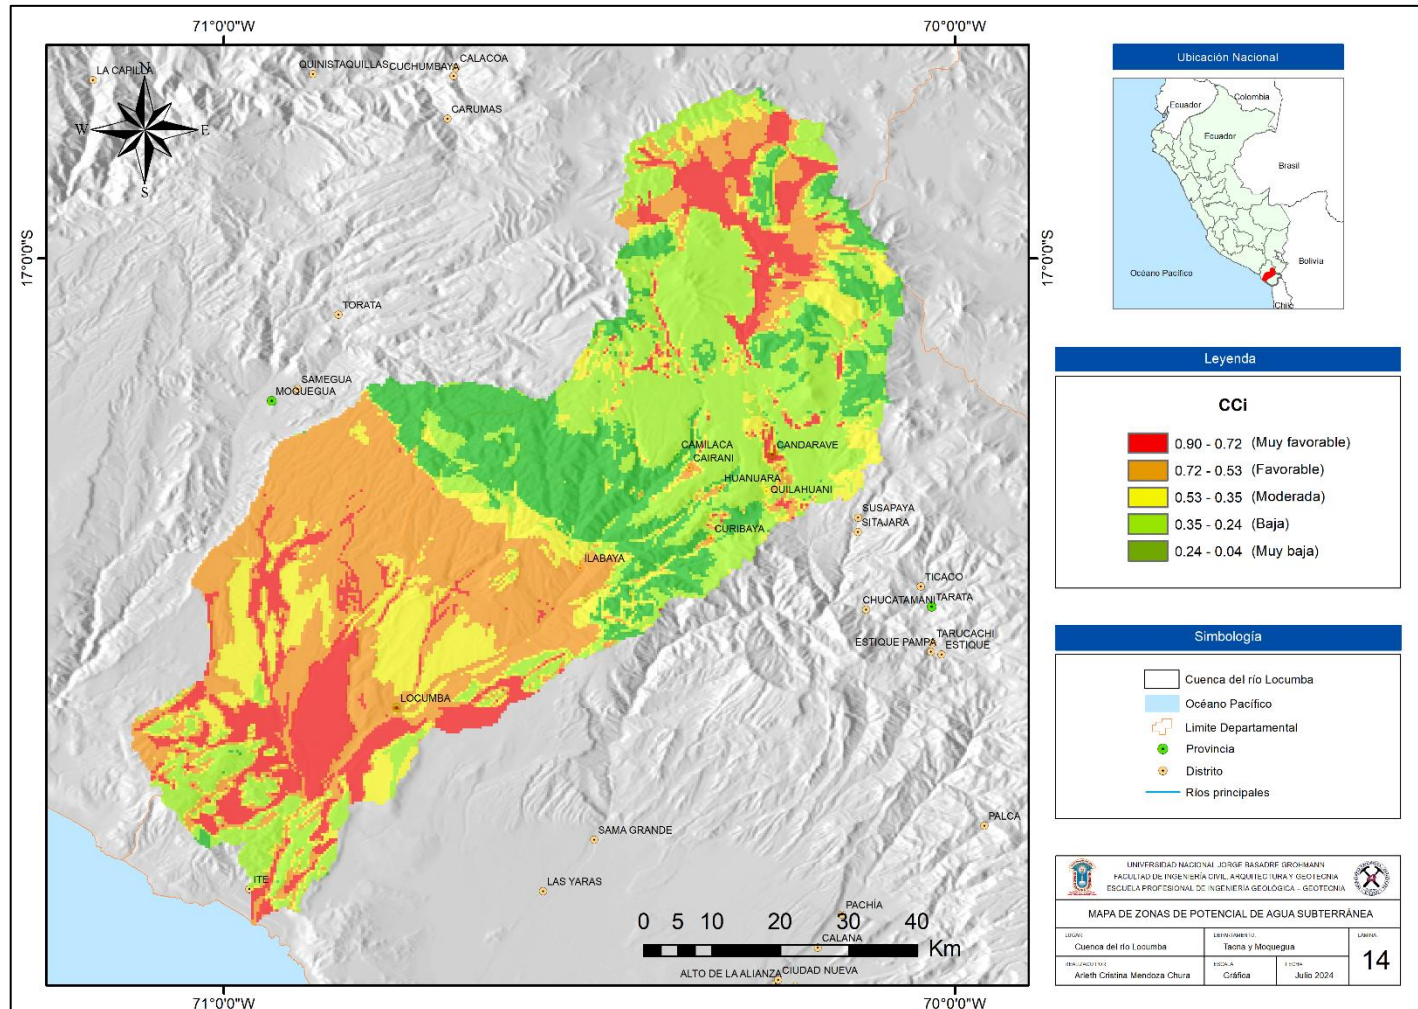 71°0'0"W
70°0'0"W
LA CAPILLA
QUINISTAQUILLAS
CUCHUMBAYA
CALACOA
CARUMAS
N
W
E
S
17°0'0"S
17°0'0"S
TORATA
SAMEGUA
MOQUEGUA
CAMILACA
CAIRANI
CANDARAVE
HUANUARA
QUILAHUANI
CURIBAYA
SUSAPAYA
SITAJARA
ILABAYA
TICACO
CHUCATAMANI
TARATA
ESTIQUE PAMPA
TARUCACHI
ESTIQUE
LOCUMBA
SAMA GRANDE
PALCA
ITE
LAS YARAS
PACHÍA
CALANA
ALTO DE LA ALIANZA
CIUDAD NUEVA
0 5 10 20 30 40
Km
71°0'0"W
70°0'0"W
Ubicación Nacional
Ecuador
Colombia
Ecuador
Brasil
Bolivia
Océano Pacífico
Chile
Leyenda
CCi
0.90 - 0.72 (Muy favorable)
0.72 - 0.53 (Favorable)
0.53 - 0.35 (Moderada)
0.35 - 0.24 (Baja)
0.24 - 0.04 (Muy baja)
Simbología
Cuenca del río Locumba
Océano Pacífico
Limite Departamental
Provincia
Distrito
Ríos principales
UNIVERSIDAD NACIONAL JORGE BASADRE GROHMANN
FACULTAD DE INGENIERÍA CIVIL, ARQUITECTURA Y GEOTECNIA
ESCUELA PROFESIONAL DE INGENIERÍA GEOLÓGICA - GEOTECNIA
MAPA DE ZONAS DE POTENCIAL DE AGUA SUBTERRÁNEA
LUGAR:
Cuenca del río Locumba
DEPARTAMENTO:
Tacna y Moquegua
LAMINA:
14
REALIZADO POR:
Arleth Cristina Mendoza Chura
ESCALA:
Gráfica
FECHA:
Julio 2024